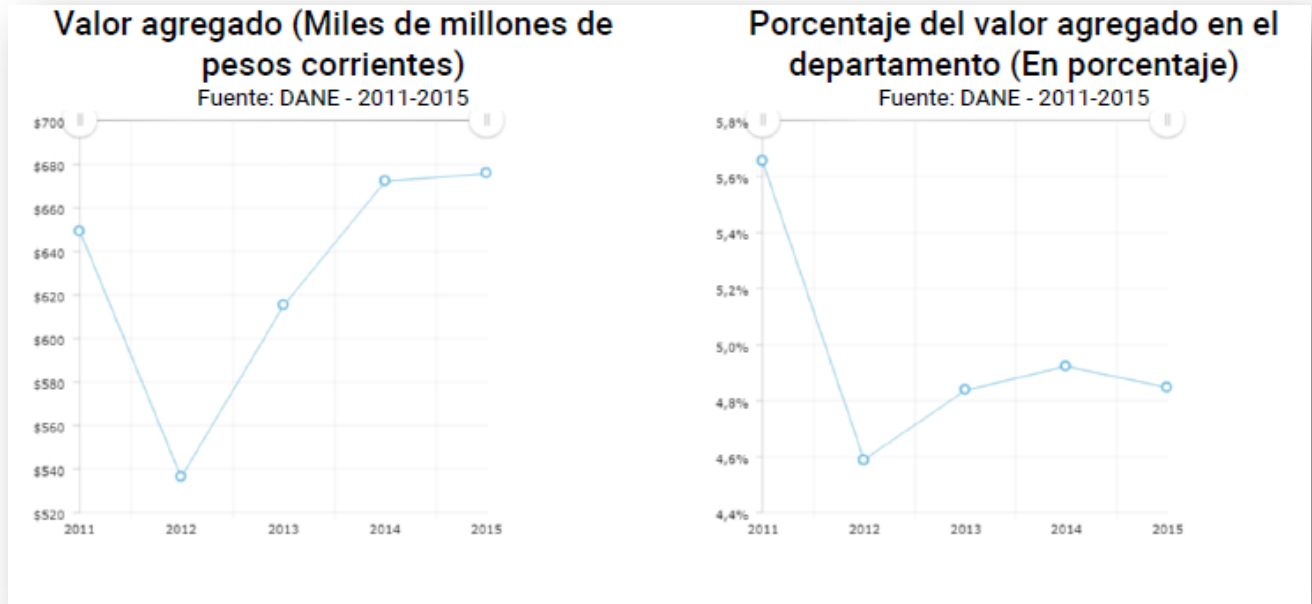 Valor agregado (Miles de millones de
pesos corrientes)
Fuente: DANE - 2011-2015
$700
$680
$660
$640
$620
$600
$580
$560
$540
$520
2011 2012 2013 2014 2015
Porcentaje del valor agregado en el
departamento (En porcentaje)
Fuente: DANE - 2011-2015
5,8%
5,6%
5,4%
5,2%
5,0%
4,8%
4,6%
4,4%
2011 2012 2013 2014 2015